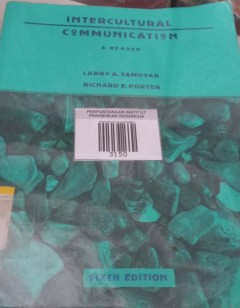 INTERCULTURAL
COMMUNICATION
A READER
LARRY A. SAMOVAR
RICHARD E. PORTER
PERPUSTAKAAN INSTITUT
PENDIDIKAN INDONESIA
3150
SIXTH EDITION